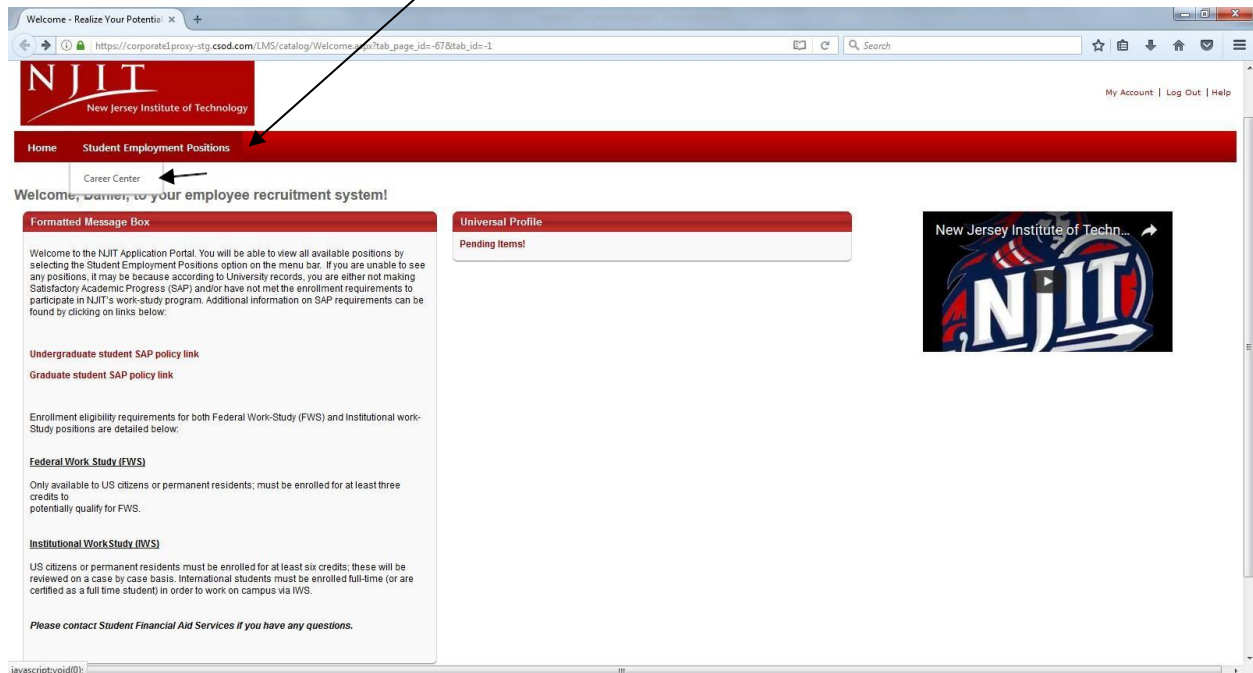 Welcome - Realize Your Potential
https://corporate1proxy-stg.csod.com/LMS/catalog/Welcome.aspx?tab_page_id=-67&tab_id=-1
Search
NJIT
New Jersey Institute of Technology
My Account | Log Out | Help
Home Student Employment Positions
Career Center
Welcome, Daniel, to your employee recruitment system!
Formatted Message Box
Welcome to the NJIT Application Portal. You will be able to view all available positions by
selecting the Student Employment Positions option on the menu bar. If you are unable to see
any positions, it may be because according to University records, you are either not making
Satisfactory Academic Progress (SAP) and/or have not met the enrollment requirements to
participate in NJIT's work-study program. Additional information on SAP requirements can be
found by clicking on links below:
Undergraduate student SAP policy link
Graduate student SAP policy link
Enrollment eligibility requirements for both Federal Work-Study (FWS) and Institutional work-
Study positions are detailed below:
Federal Work Study (FWS)
Only available to US citizens or permanent residents; must be enrolled for at least three
credits to
potentially qualify for FWS.
Institutional WorkStudy (IWS)
US citizens or permanent residents must be enrolled for at least six credits; these will be
reviewed on a case by case basis. International students must be enrolled full-time (or are
certified as a full time student) in order to work on campus via IWS.
Please contact Student Financial Aid Services if you have any questions.
Universal Profile
Pending Items!
New Jersey Institute of Techn...
NJIT
javascript:void(0);